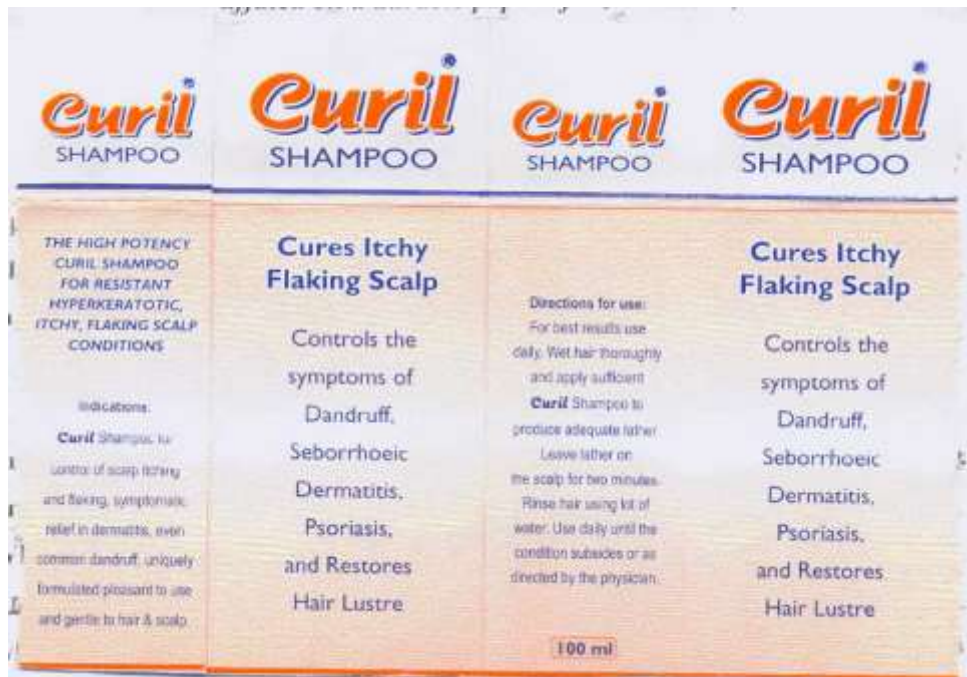 Curil
SHAMPOO
THE HIGH POTENCY
CURIL SHAMPOO
FOR RESISTANT
HYPERKERATOTIC,
ITCHY, FLAKING SCALP
CONDITIONS
Indications:
Curil Shampoo for
control of scalp itching
and flaking, symptomatic
relief in dermatitis, even
common dandruff, uniquely
formulated pleasant to use
and gentle to hair & scalp
Curil
SHAMPOO
Cures Itchy
Flaking Scalp
Controls the
symptoms of
Dandruff,
Seborrhoeic
Dermatitis,
Psoriasis,
and Restores
Hair Lustre
Curil
SHAMPOO
Directions for use:
For best results use
daily. Wet hair thoroughly
and apply sufficient
Curil Shampoo to
produce adequate lather
Leave lather on
the scalp for two minutes.
Rinse hair using lot of
water. Use daily until the
condition subsides or as
directed by the physician.
100 ml
Curil
SHAMPOO
Cures Itchy
Flaking Scalp
Controls the
symptoms of
Dandruff,
Seborrhoeic
Dermatitis,
Psoriasis,
and Restores
Hair Lustre